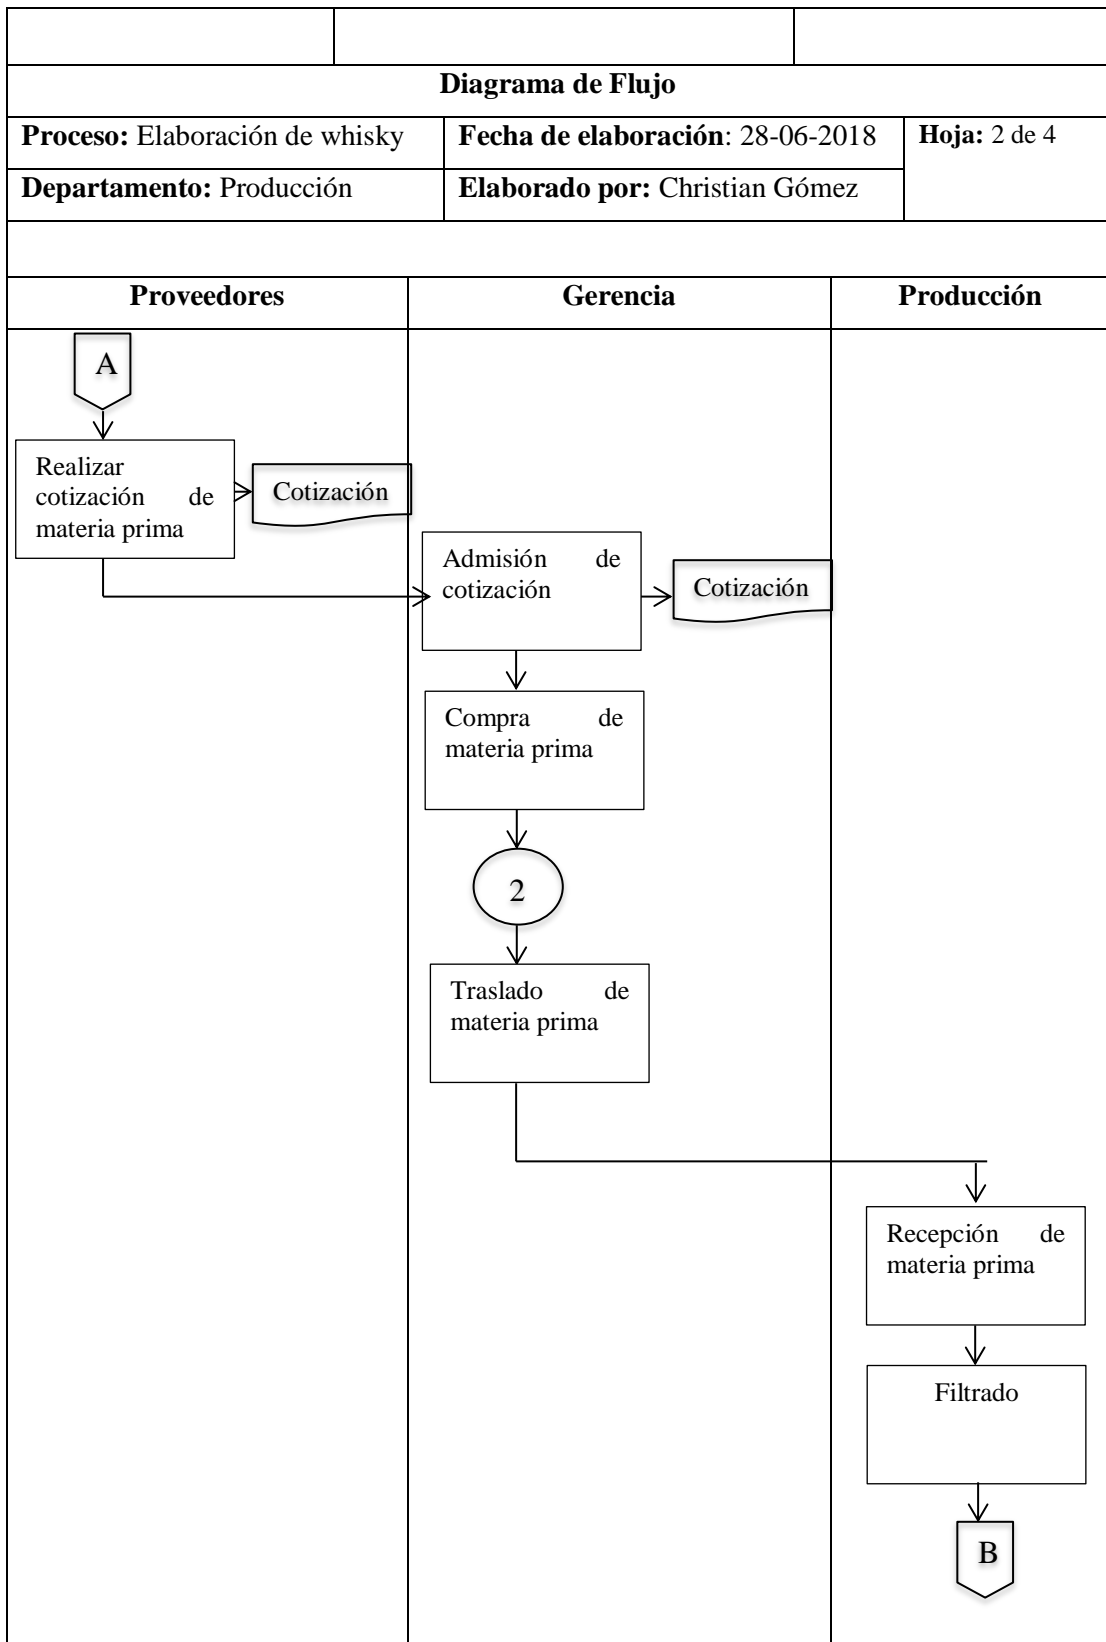 Diagrama de Flujo
Proceso: Elaboración de whisky
Fecha de elaboración: 28-06-2018
Hoja: 2 de 4
Departamento: Producción
Elaborado por: Christian Gómez
Proveedores
Gerencia
Producción
A
Realizar
cotización de
materia prima
Cotización
Admisión de
cotización
Cotización
Compra de
materia prima
2
Traslado de
materia prima
Recepción de
materia prima
Filtrado
B